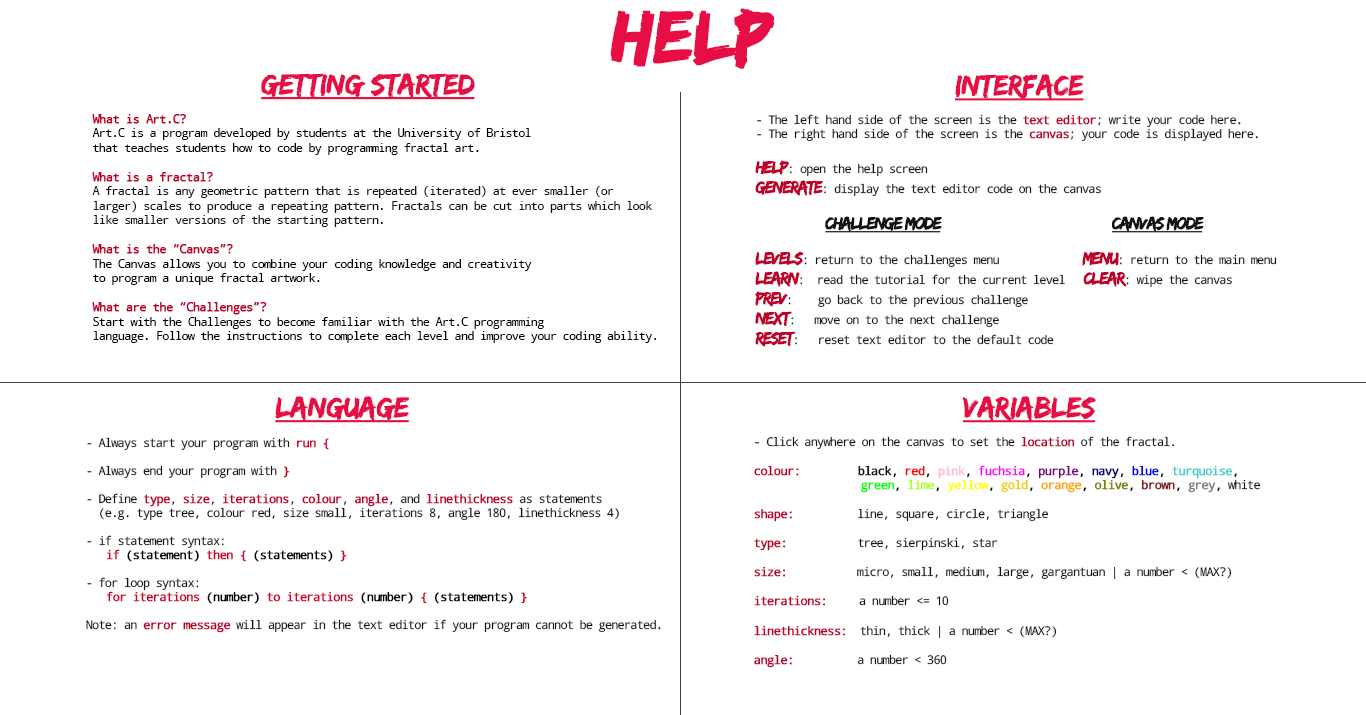 HELP
GETTING STARTED
What is Art.C?
Art.C is a program developed by students at the University of Bristol
that teaches students how to code by programming fractal art.
What is a fractal?
A fractal is any geometric pattern that is repeated (iterated) at ever smaller (or
larger) scales to produce a repeating pattern. Fractals can be cut into parts which look
like smaller versions of the starting pattern.
What is the “Canvas”?
The Canvas allows you to combine your coding knowledge and creativity
to program a unique fractal artwork.
What are the “Challenges”?
Start with the Challenges to become familiar with the Art.C programming
language. Follow the instructions to complete each level and improve your coding ability.
INTERFACE
- The left hand side of the screen is the text editor; write your code here.
- The right hand side of the screen is the canvas; your code is displayed here.
HELP: open the help screen
GENERATE: display the text editor code on the canvas
CHALLENGE MODE
LEVELS: return to the challenges menu
LEARN: read the tutorial for the current level
PREV: go back to the previous challenge
NEXT: move on to the next challenge
RESET: reset text editor to the default code
CANVAS MODE
MENU: return to the main menu
CLEAR: wipe the canvas
LANGUAGE
- Always start your program with run {
- Always end your program with }
- Define type, size, iterations, colour, angle, and linethickness as statements
(e.g. type tree, colour red, size small, iterations 8, angle 180, linethickness 4)
- if statement syntax:
if (statement) then { (statements) }
- for loop syntax:
for iterations (number) to iterations (number) { (statements) }
Note: an error message will appear in the text editor if your program cannot be generated.
VARIABLES
- Click anywhere on the canvas to set the location of the fractal.
colour: black, red, pink, fuchsia, purple, navy, blue, turquoise,
green, lime, yellow, gold, orange, olive, brown, grey, white
shape: line, square, circle, triangle
type: tree, sierpinski, star
size: micro, small, medium, large, gargantuan | a number < (MAX?)
iterations: a number <= 10
linethickness: thin, thick | a number < (MAX?)
angle: a number < 360